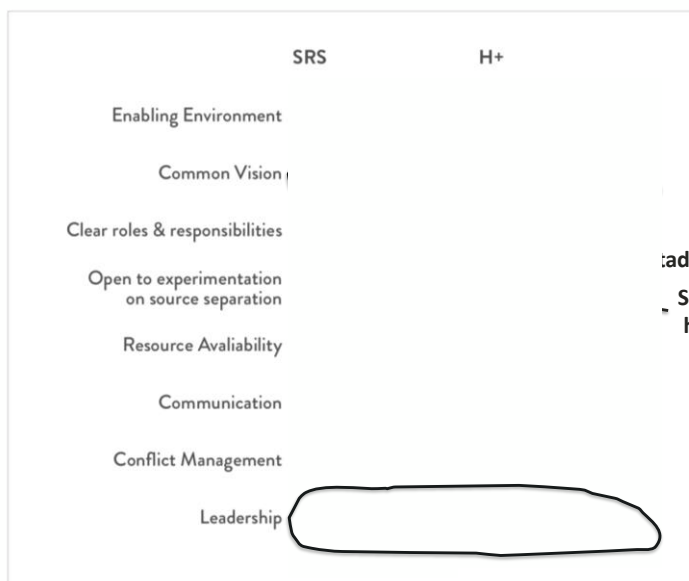 SRS H+
Enabling Environment
Common Vision
Clear roles & responsibilities
Open to experimentation
on source separation
Resource Avaliability
Communication
Conflict Management
Leadership